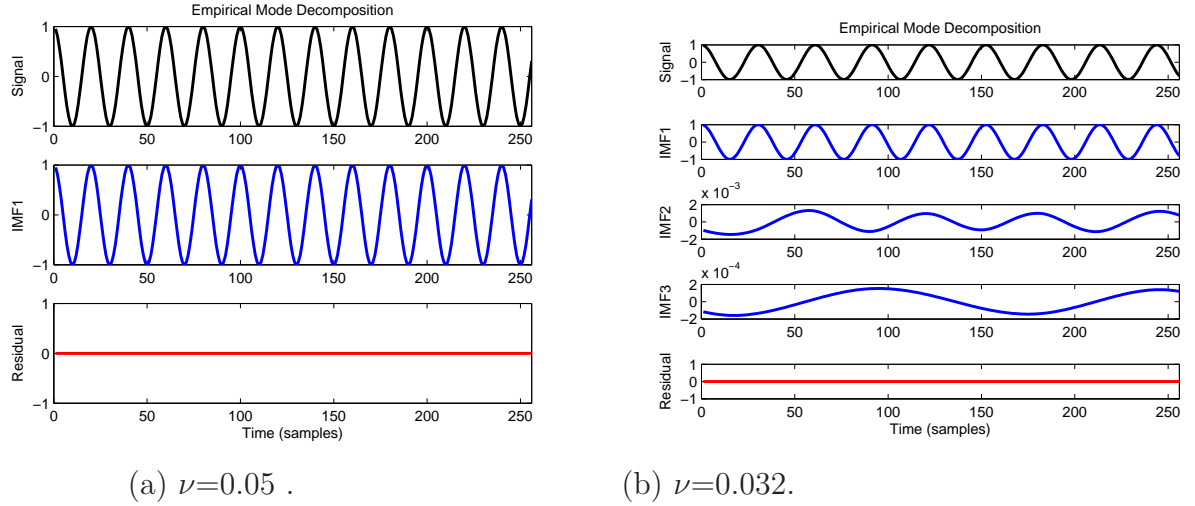 Empirical Mode Decomposition
Signal
1
0
−1
0 50 100 150 200 250
IMF1
1
0
−1
0 50 100 150 200 250
Residual
1
0
−1
0 50 100 150 200 250
Time (samples)
(a) ν=0.05 .
Empirical Mode Decomposition
Signal
1
0
−1
0 50 100 150 200 250
IMF1
1
0
−1
0 50 100 150 200 250
x 10⁻³
IMF2
2
0
−2
0 50 100 150 200 250
x 10⁻⁴
IMF3
2
0
−2
0 50 100 150 200 250
Residual
1
0
−1
0 50 100 150 200 250
Time (samples)
(b) ν=0.032.